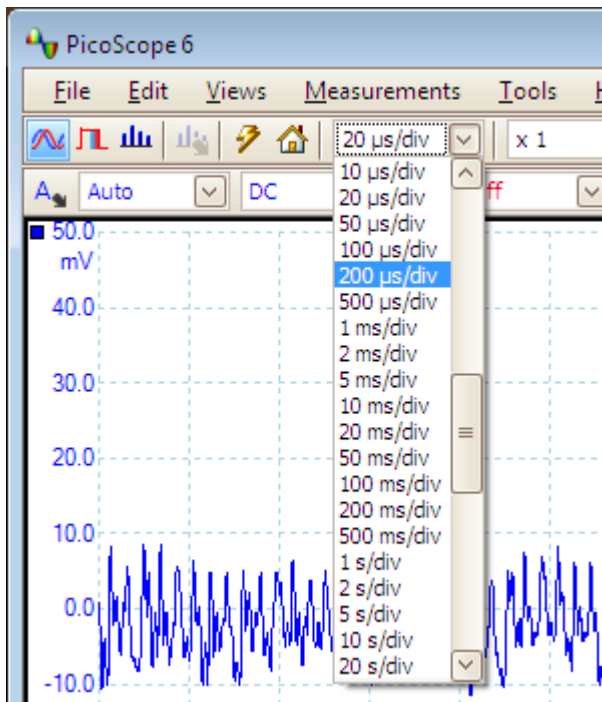 PicoScope 6
File Edit Views Measurements Tools H
20 µs/div x 1
A Auto DC ff
10 µs/div
20 µs/div
50 µs/div
100 µs/div
200 µs/div
500 µs/div
1 ms/div
2 ms/div
5 ms/div
10 ms/div
20 ms/div
50 ms/div
100 ms/div
200 ms/div
500 ms/div
1 s/div
2 s/div
5 s/div
10 s/div
20 s/div
50.0
mV
40.0
30.0
20.0
10.0
0.0
-10.0